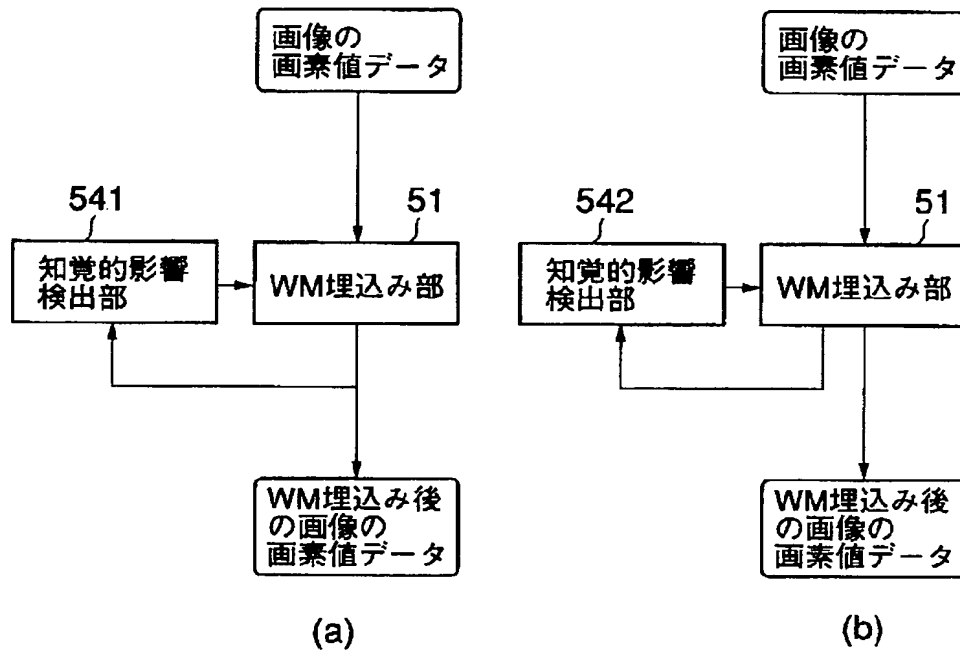 画像の
画素値データ
541
51
知覚的影響
検出部
WM埋込み部
WM埋込み後
の画像の
画素値データ
(a)
画像の
画素値データ
542
51
知覚的影響
検出部
WM埋込み部
WM埋込み後
の画像の
画素値データ
(b)